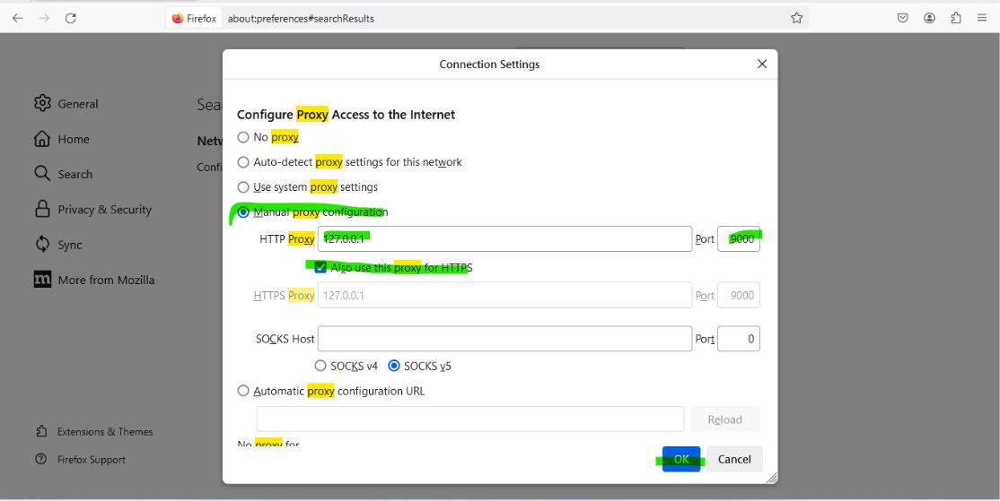 Firefox about:preferences#searchResults
Connection Settings
General
Home
Search
Privacy & Security
Sync
More from Mozilla
Extensions & Themes
Firefox Support
Sea
Netw
Confi
Configure Proxy Access to the Internet
No proxy
Auto-detect proxy settings for this network
Use system proxy settings
Manual proxy configuration
HTTP Proxy 127.0.0.1 Port 9000
Also use this proxy for HTTPS
HTTPS Proxy 127.0.0.1 Port 9000
SOCKS Host Port 0
SOCKS v4 SOCKS v5
Automatic proxy configuration URL
Reload
No proxy for
OK Cancel